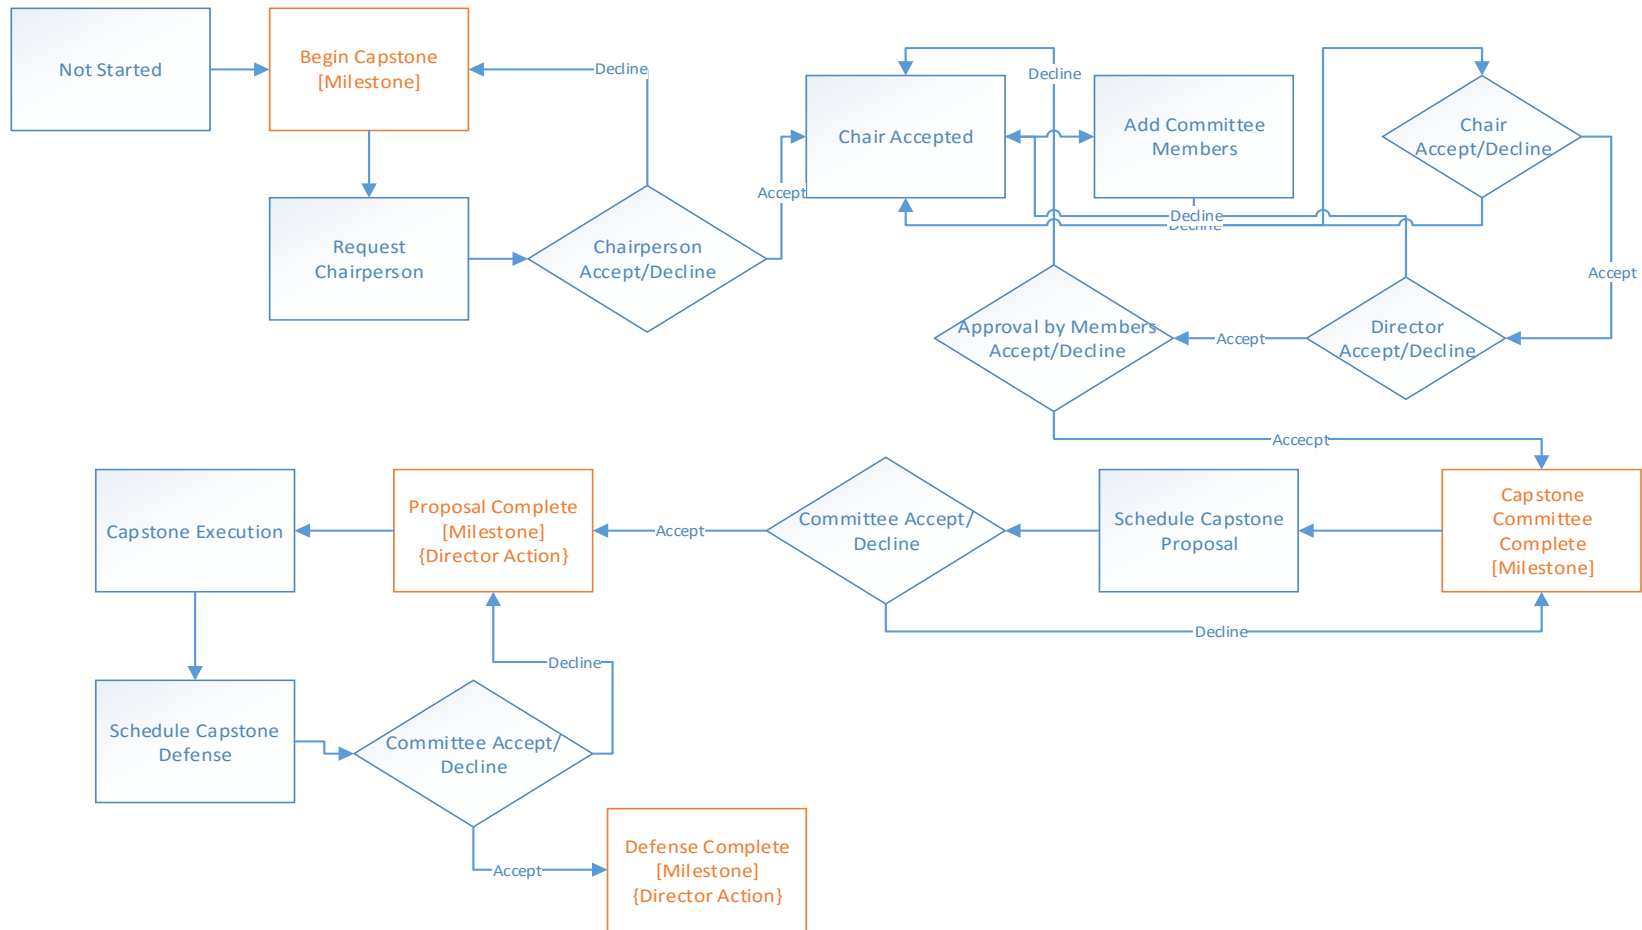 Not Started
Begin Capstone
[Milestone]
Decline
Request
Chairperson
Chairperson
Accept/Decline
Accept
Chair Accepted
Decline
Add Committee
Members
Chair
Accept/Decline
Decline
Decline
Accept
Approval by Members
Accept/Decline
Accept
Director
Accept/Decline
Accecpt
Capstone Execution
Proposal Complete
[Milestone]
{Director Action}
Accept
Committee Accept/
Decline
Schedule Capstone
Proposal
Capstone
Committee
Complete
[Milestone]
Decline
Decline
Schedule Capstone
Defense
Committee Accept/
Decline
Accept
Defense Complete
[Milestone]
{Director Action}